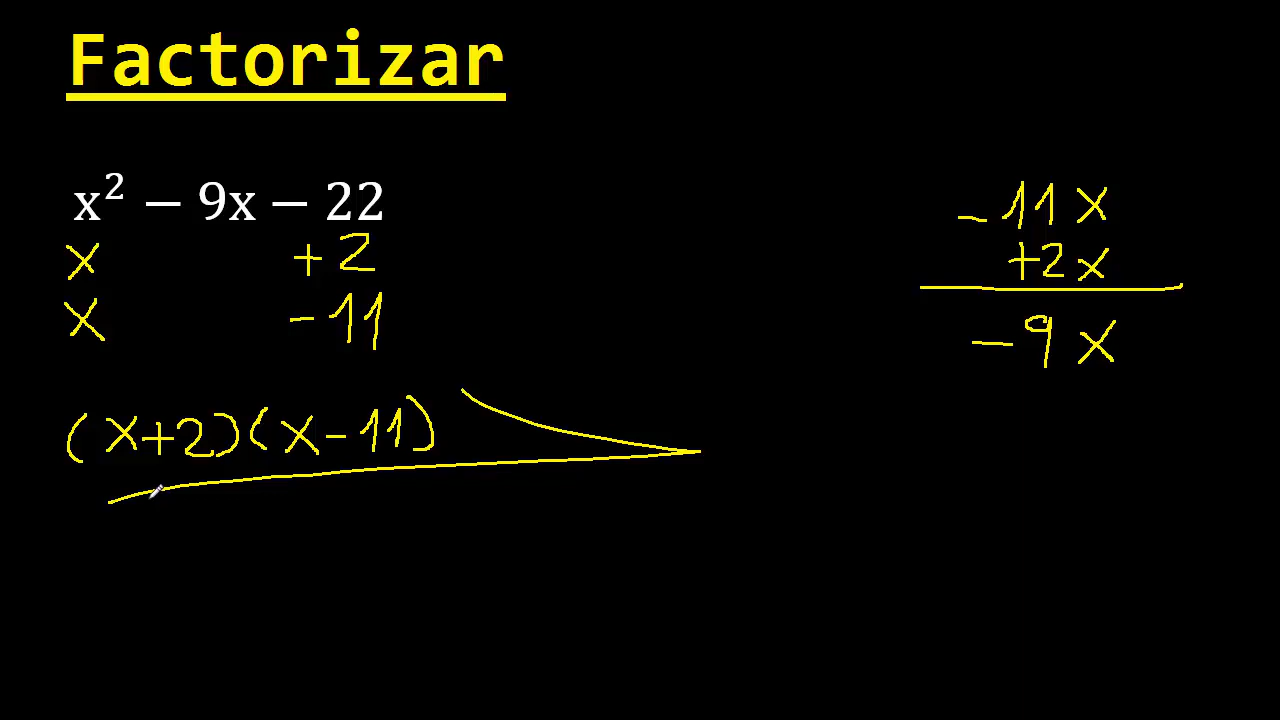 Factorizar
x² − 9x − 22
x +2
x -11
(x+2)(x-11)
-11x
+2x
-9x